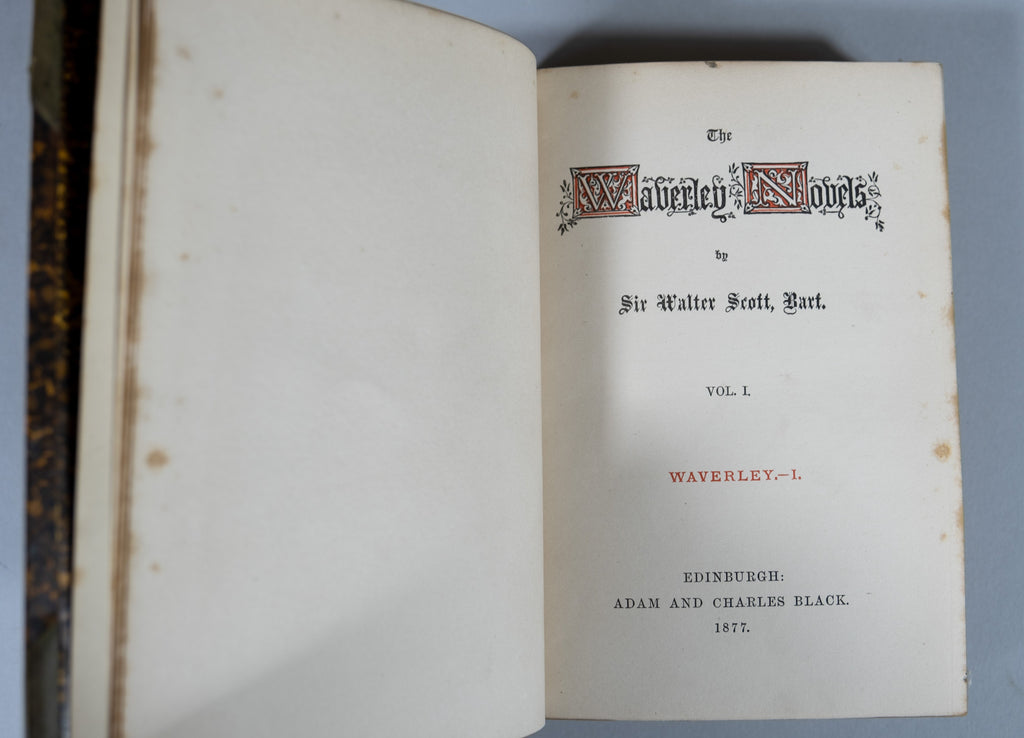 The
Waverley Novels
by
Sir Walter Scott, Bart.
VOL. I.
WAVERLEY.—I.
EDINBURGH:
ADAM AND CHARLES BLACK.
1877.